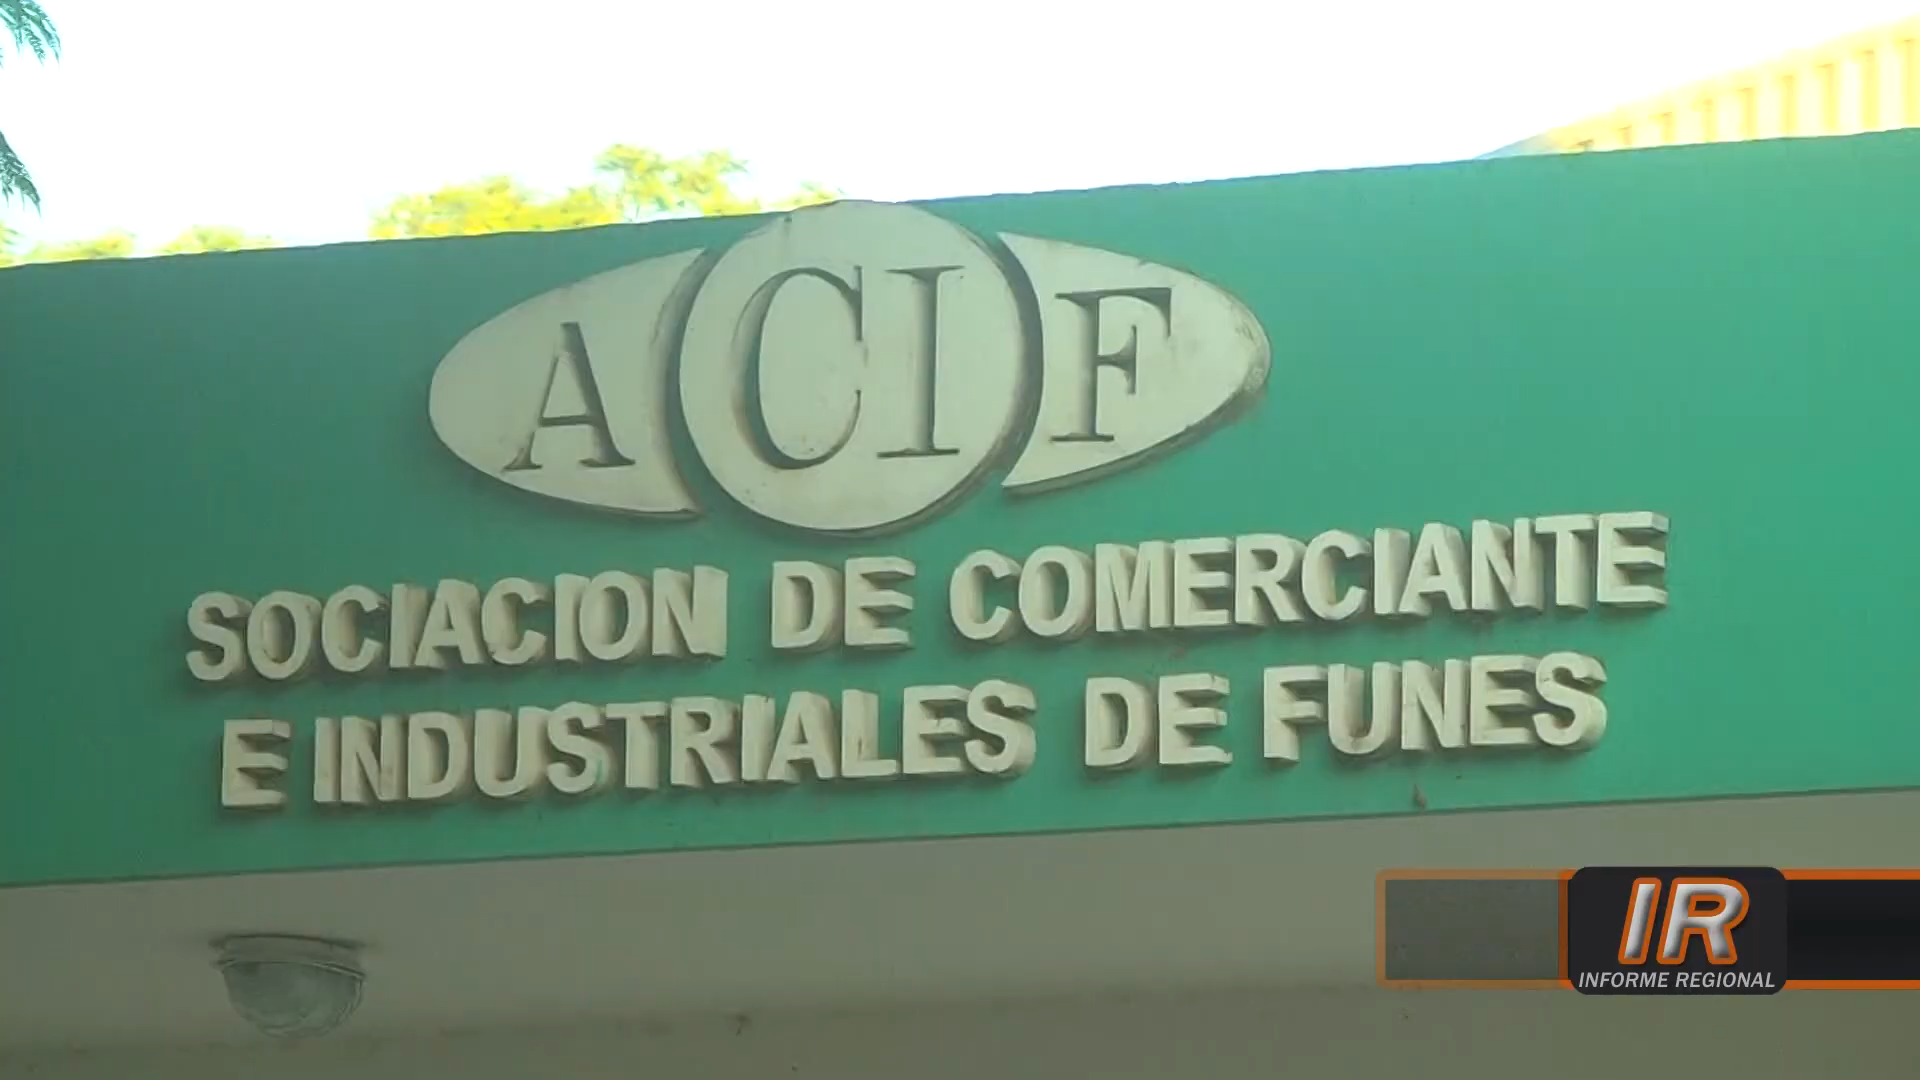 ACIF
SOCIACION DE COMERCIANTE
E INDUSTRIALES DE FUNES
IR
INFORME REGIONAL